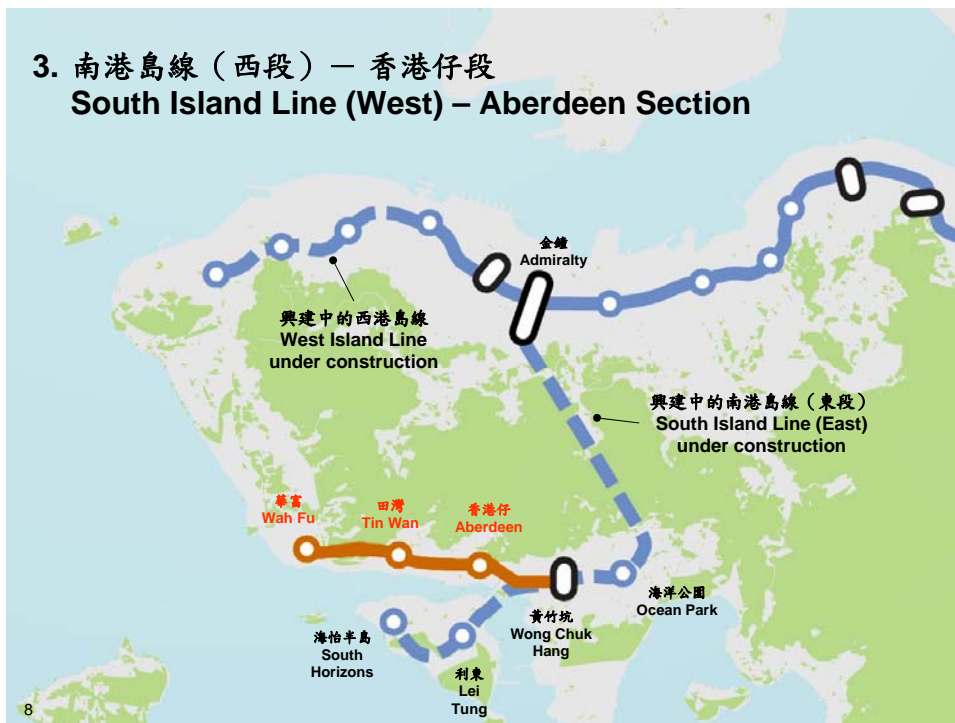 3. 南港島線（西段）－ 香港仔段
South Island Line (West) – Aberdeen Section
金鐘
Admiralty
興建中的西港島線
West Island Line
under construction
興建中的南港島線（東段）
South Island Line (East)
under construction
華富
Wah Fu
田灣
Tin Wan
香港仔
Aberdeen
海洋公園
Ocean Park
黃竹坑
Wong Chuk
Hang
海怡半島
South
Horizons
利東
Lei
Tung
8